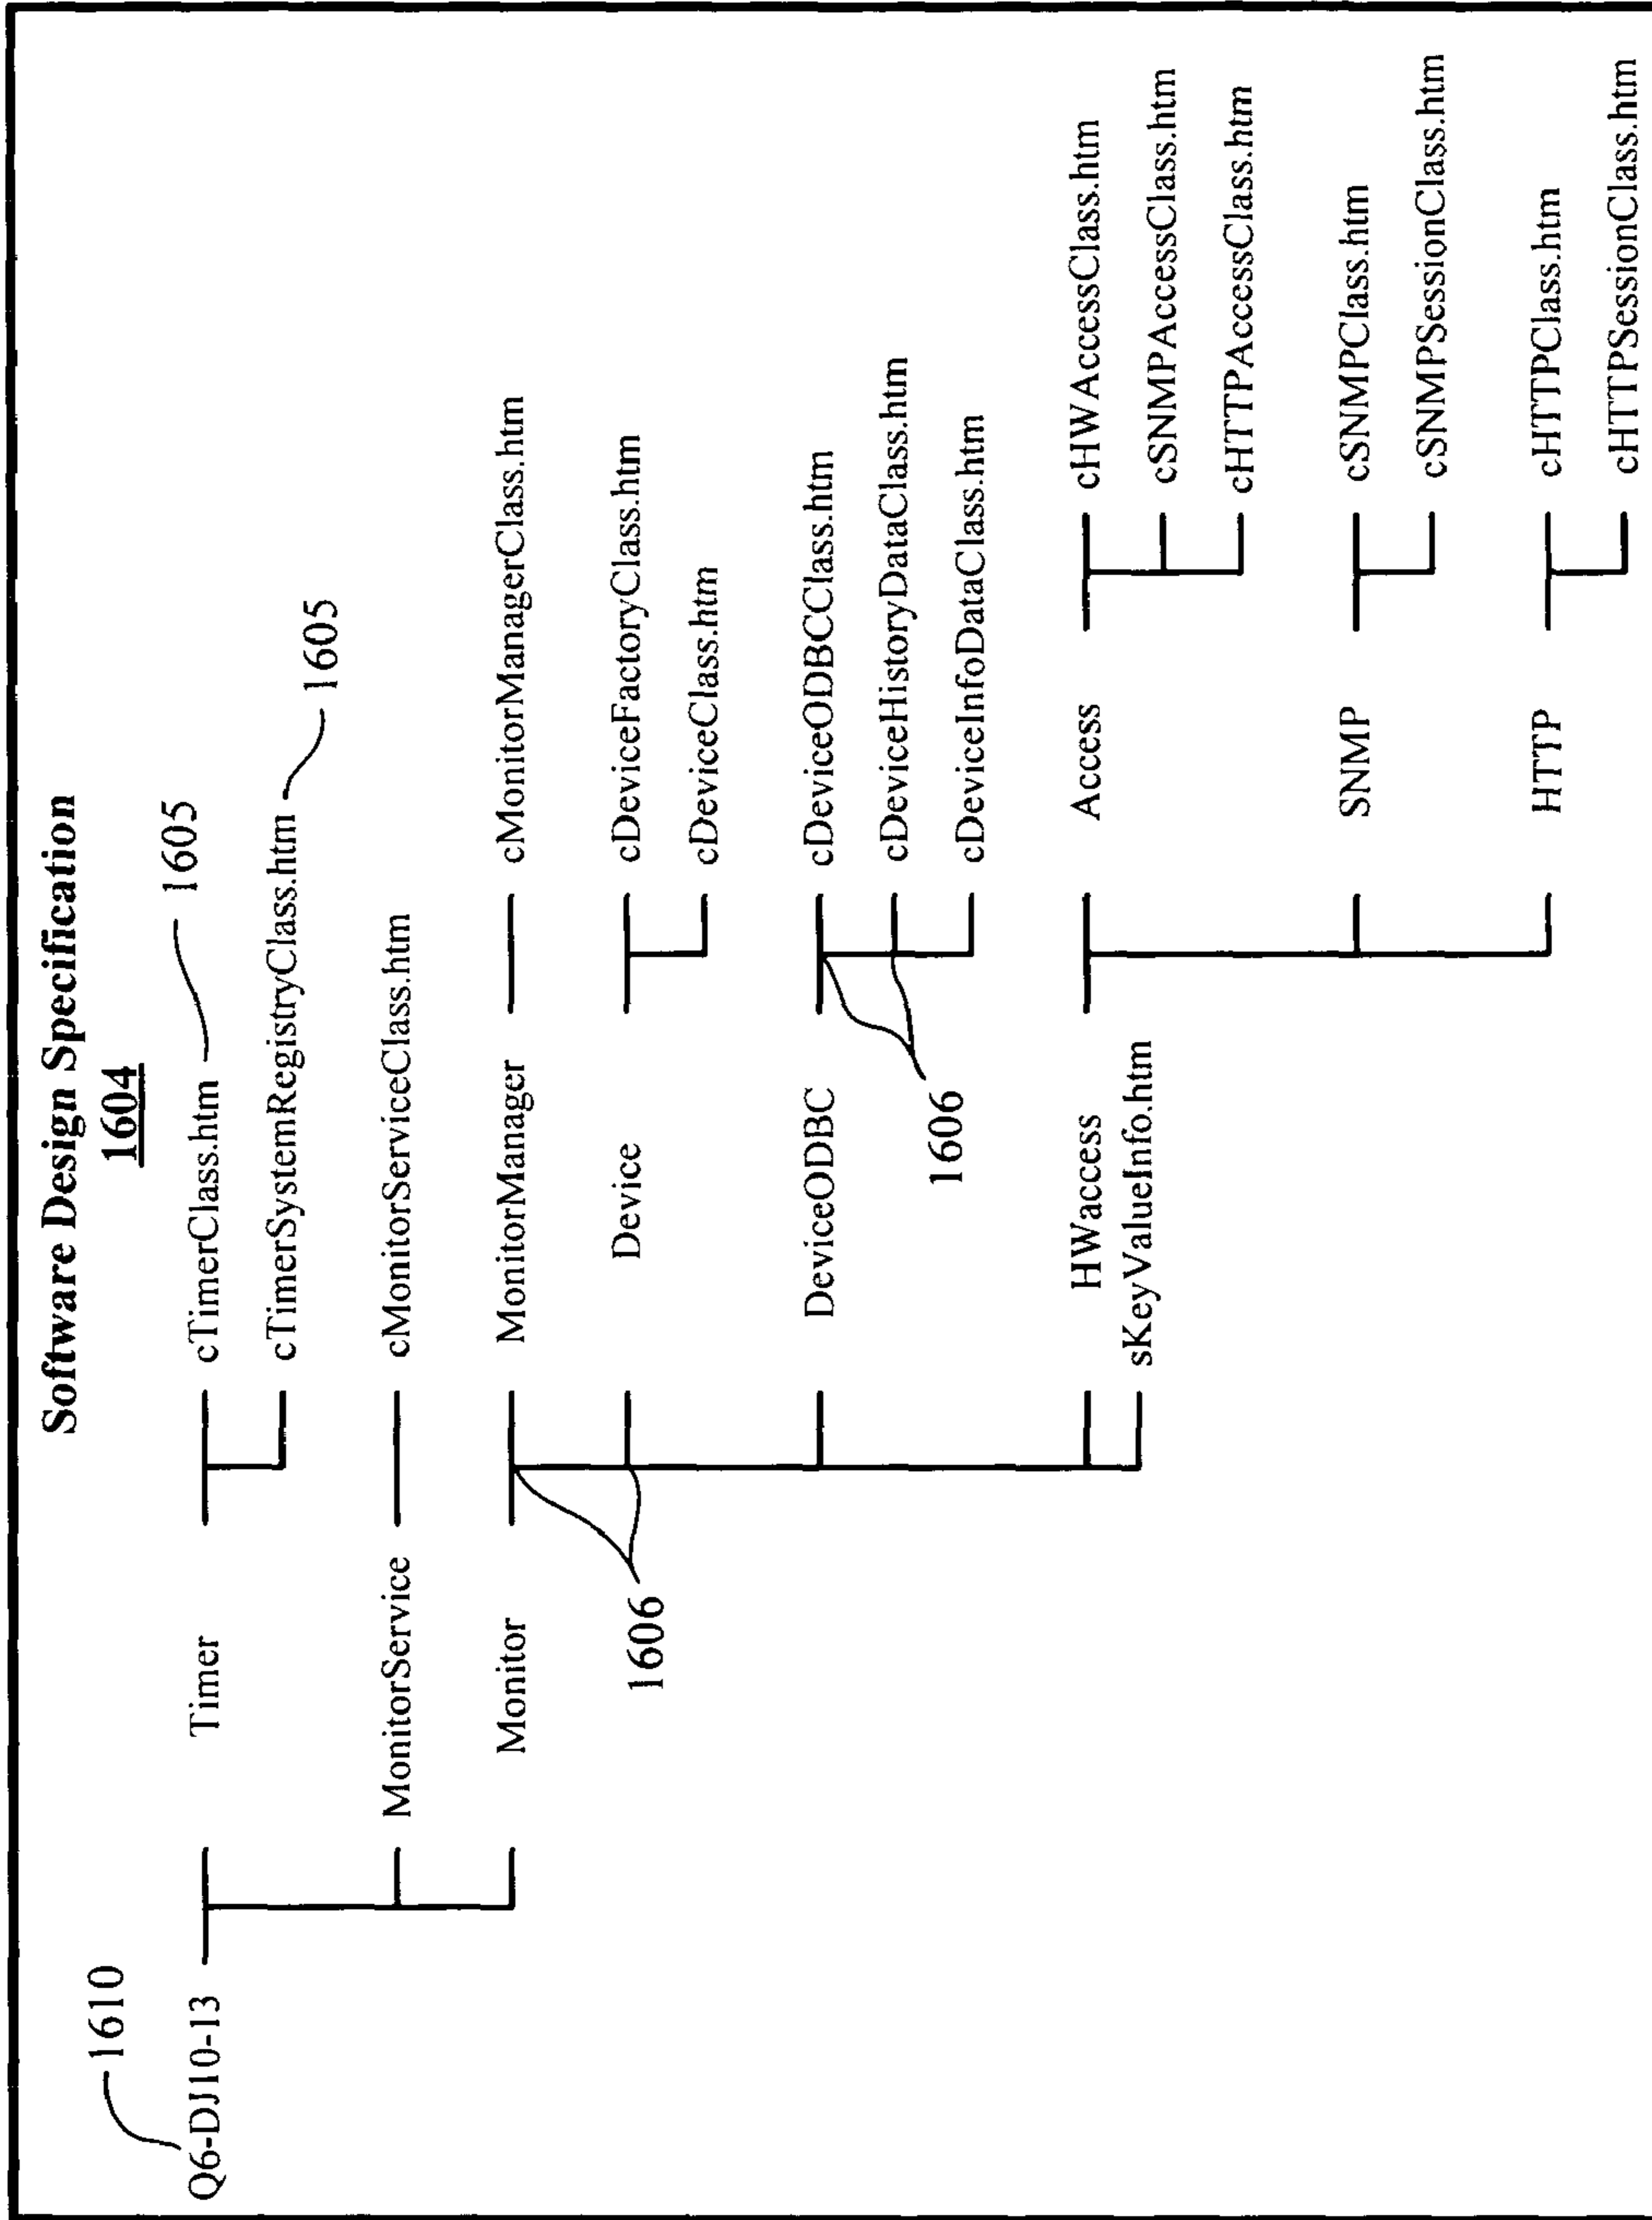 Software Design Specification
1604
1610
Q6-DJ10-13
Timer
cTimerClass.htm
1605
cTimerSystemRegistryClass.htm
1605
MonitorService
cMonitorServiceClass.htm
Monitor
MonitorManager
cMonitorManagerClass.htm
1606
Device
cDeviceFactoryClass.htm
cDeviceClass.htm
DeviceODBC
cDeviceODBCClass.htm
cDeviceHistoryDataClass.htm
cDeviceInfoDataClass.htm
1606
HWaccess
Access
cHWAccessClass.htm
sKeyValueInfo.htm
cSNMPAccessClass.htm
cHTTPAccessClass.htm
SNMP
cSNMPClass.htm
cSNMPSessionClass.htm
HTTP
cHTTPClass.htm
cHTTPSessionClass.htm